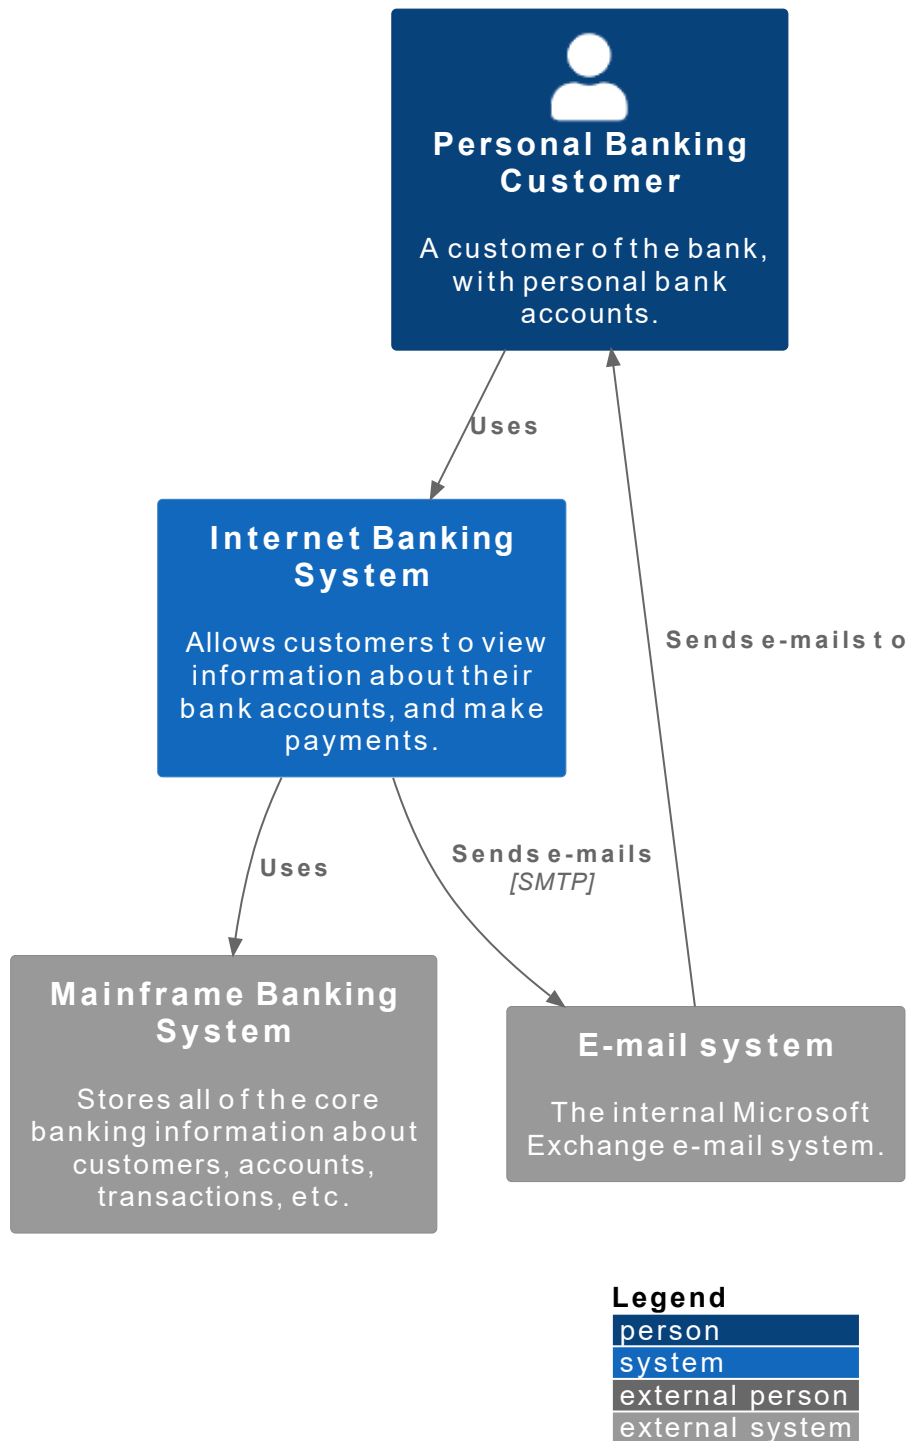 Personal Banking
Customer
A customer of the bank,
with personal bank
accounts.
Uses
Internet Banking
System
Allows customers to view
information about their
bank accounts, and make
payments.
Sends e-mails to
Uses
Sends e-mails
[SMTP]
Mainframe Banking
System
Stores all of the core
banking information about
customers, accounts,
transactions, etc.
E-mail system
The internal Microsoft
Exchange e-mail system.
Legend
person
system
external person
external system